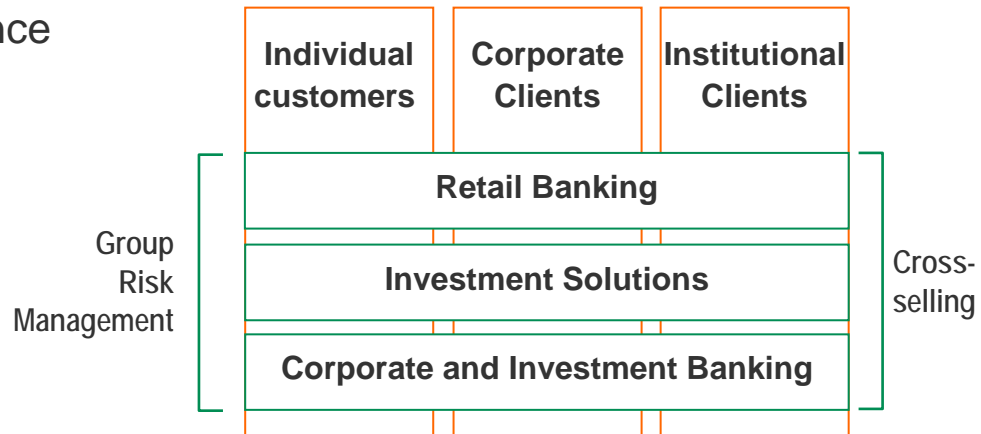 Individual
customers
Corporate
Clients
Institutional
Clients
Retail Banking
Group
Risk
Management
Investment Solutions
Cross-
selling
Corporate and Investment Banking